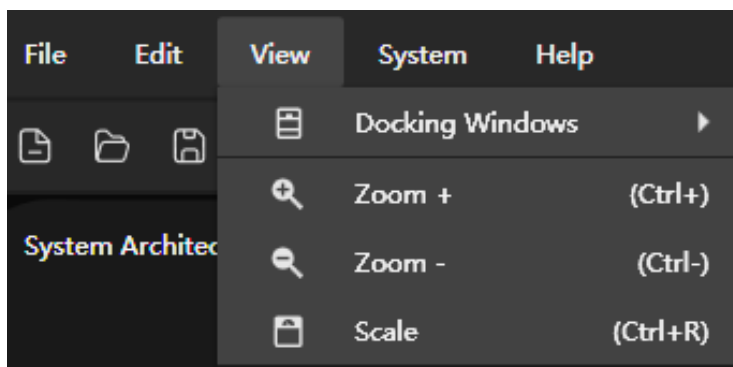 File Edit View System Help
Docking Windows
Zoom + (Ctrl+)
System Architec
Zoom - (Ctrl-)
Scale (Ctrl+R)